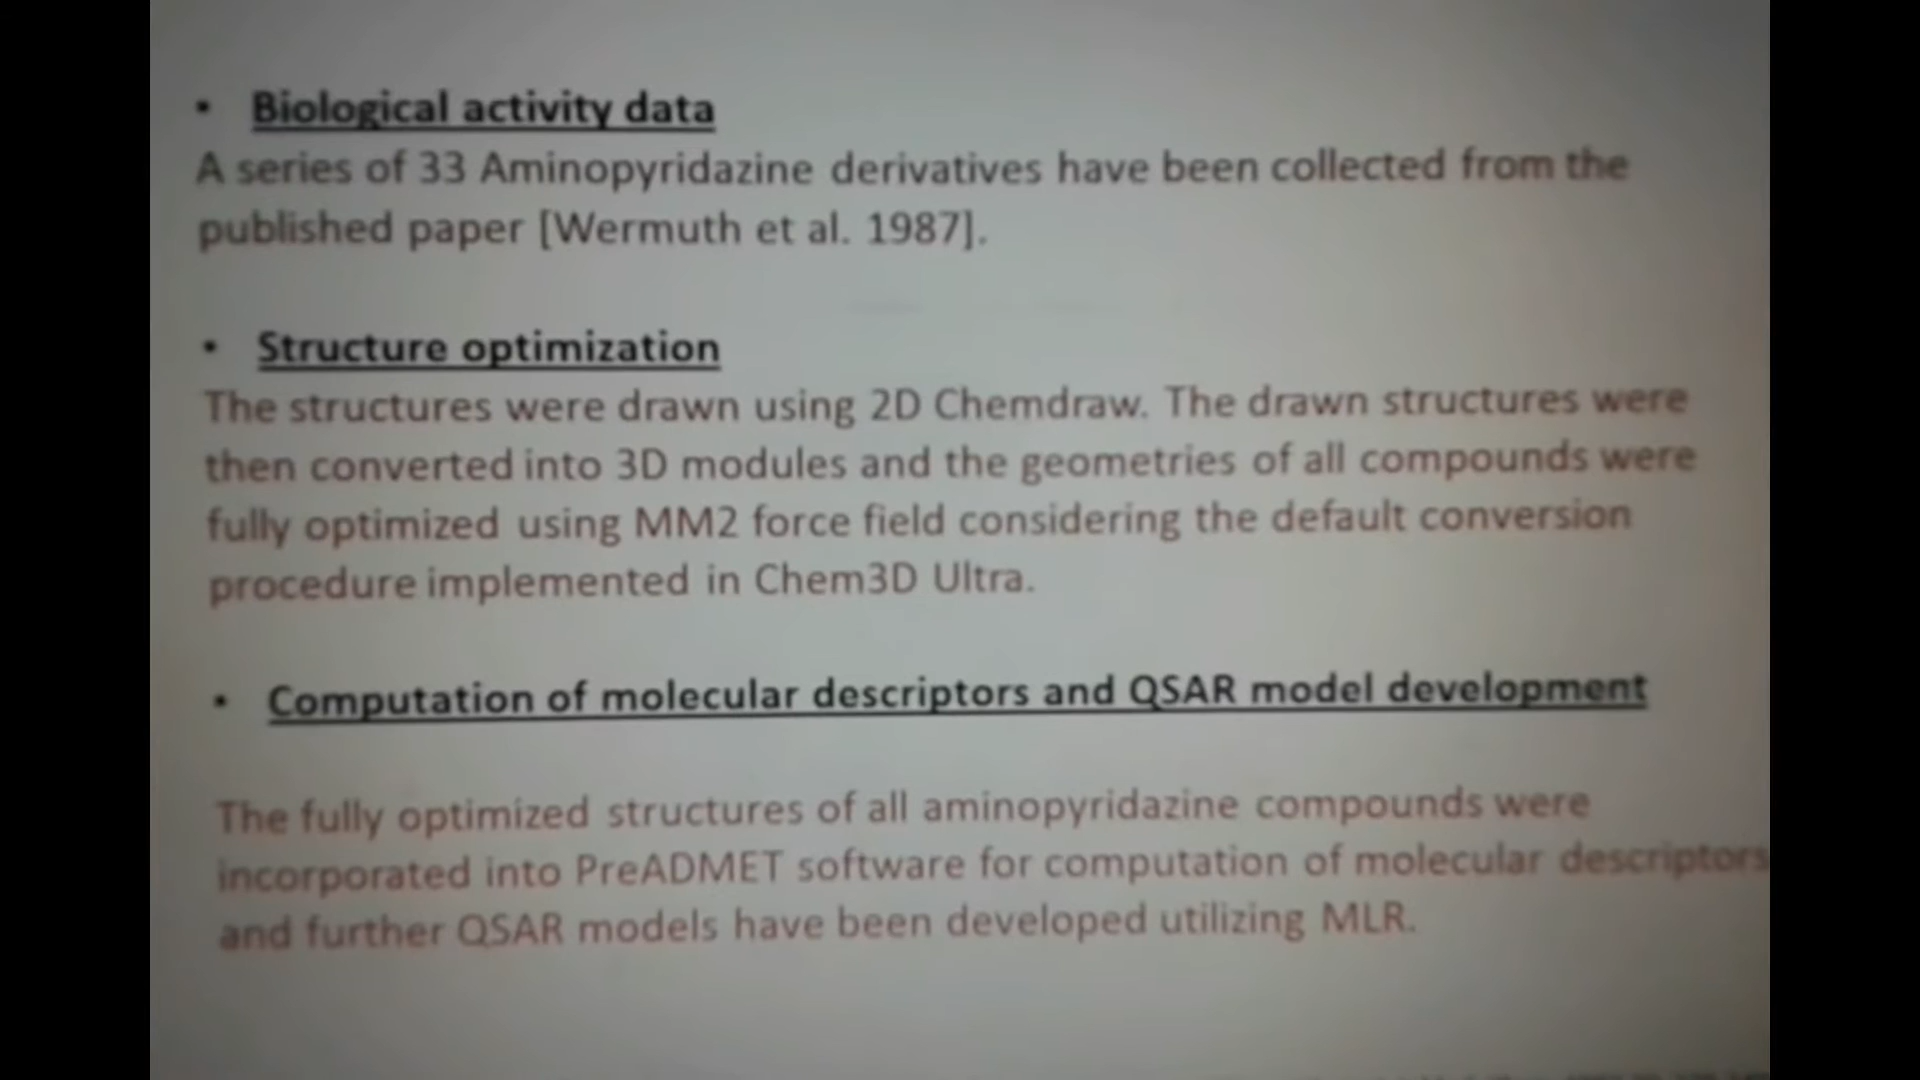 • Biological activity data
A series of 33 Aminopyridazine derivatives have been collected from the
published paper [Wermuth et al. 1987].
• Structure optimization
The structures were drawn using 2D Chemdraw. The drawn structures were
then converted into 3D modules and the geometries of all compounds were
fully optimized using MM2 force field considering the default conversion
procedure implemented in Chem3D Ultra.
• Computation of molecular descriptors and QSAR model development
The fully optimized structures of all aminopyridazine compounds were
incorporated into PreADMET software for computation of molecular descriptors
and further QSAR models have been developed utilizing MLR.